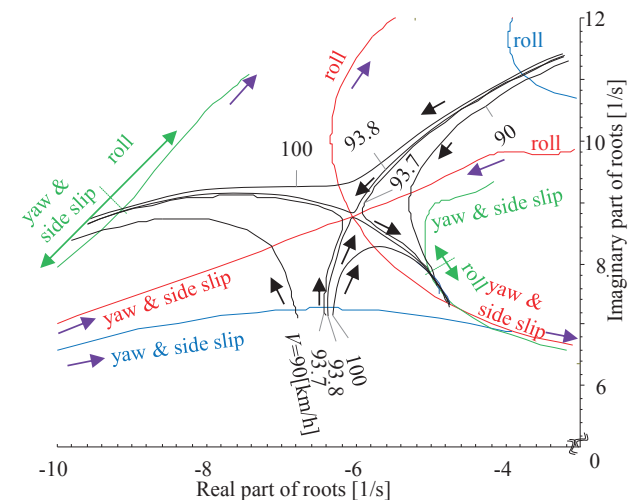 12
Imaginary part of roots [1/s]
roll
roll
93.8
100
90
roll
10
roll
93.7
yaw &
side slip
yaw & side slip
8
roll
yaw &
side slip
yaw & side slip
yaw & side slip
V=90[km/h]
93.7
93.8
100
6
0
-10
-8
-6
-4
Real part of roots [1/s]